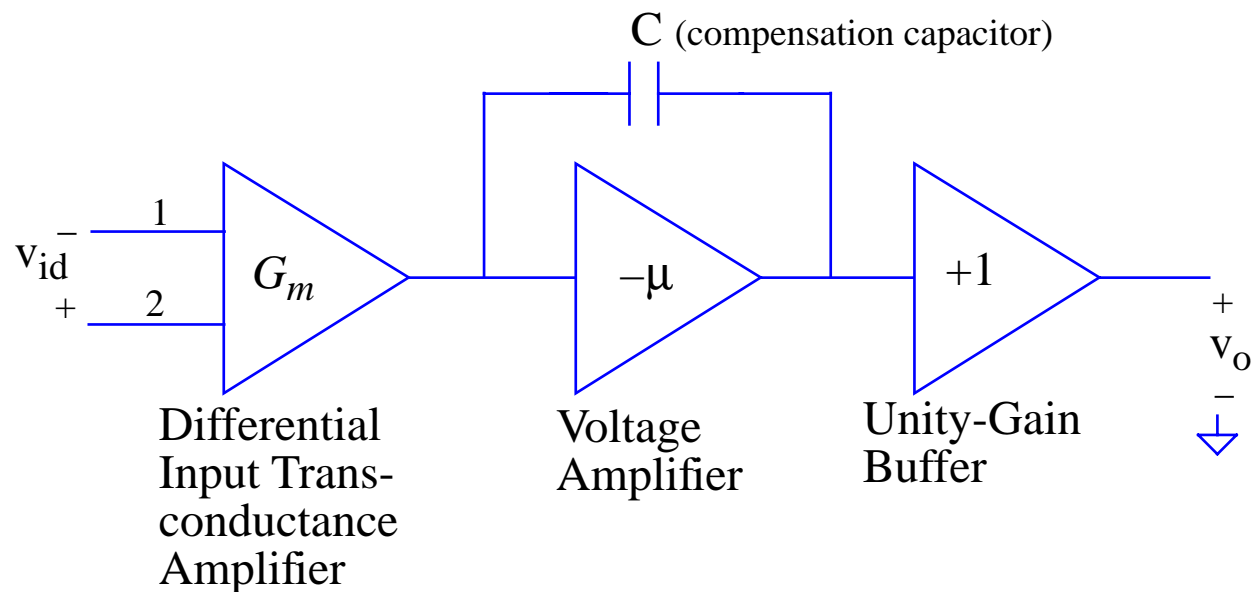 C (compensation capacitor)
1
−
v_id
+
2
G_m
−μ
+1
+
v_o
−
Differential
Input Trans-
conductance
Amplifier
Voltage
Amplifier
Unity-Gain
Buffer